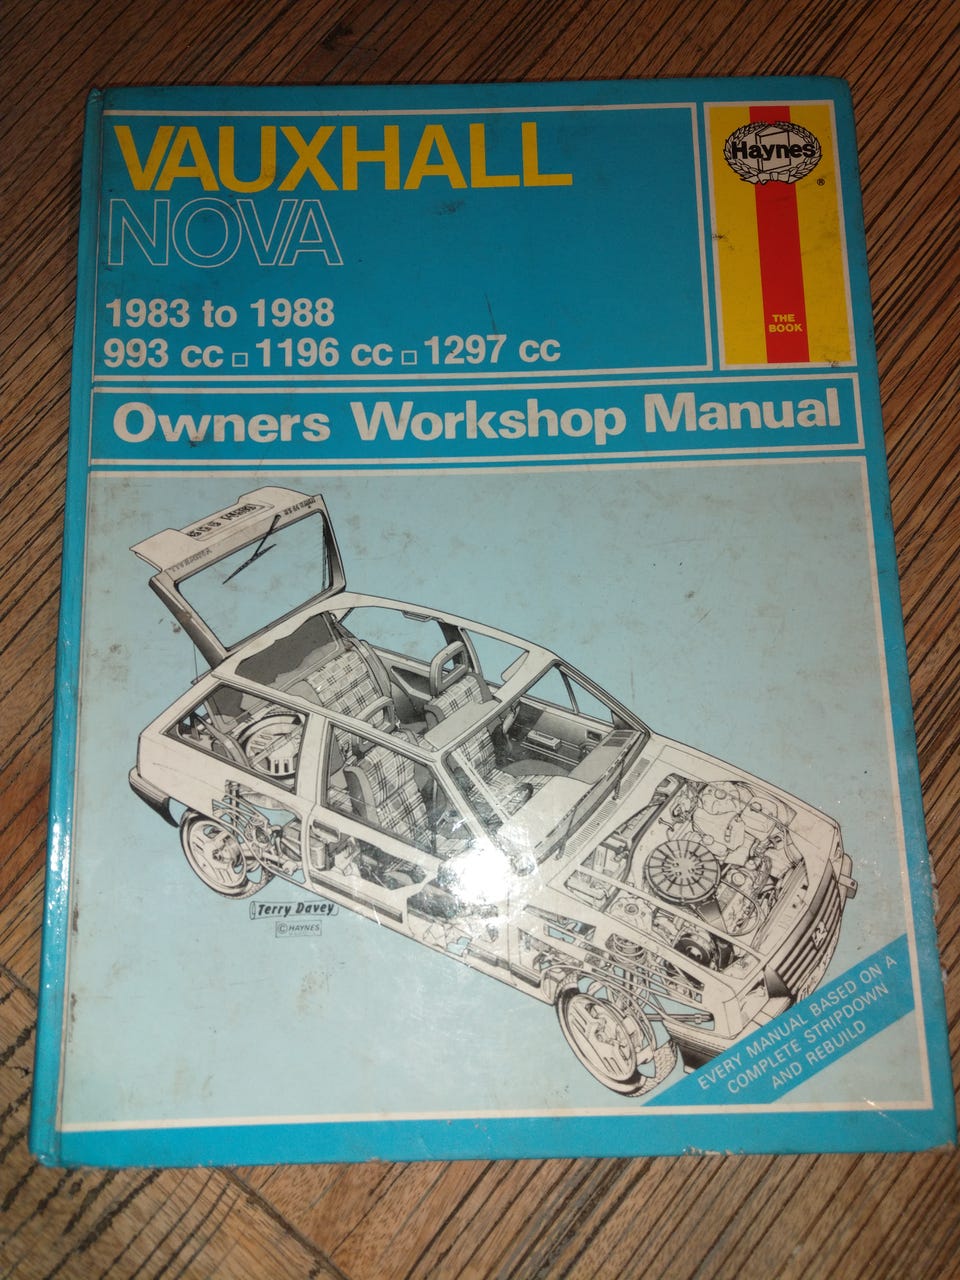 VAUXHALL
NOVA
1983 to 1988
993 cc □ 1196 cc □ 1297 cc
Haynes
®
THE
BOOK
Owners Workshop Manual
Terry Davey
© HAYNES
EVERY MANUAL BASED ON A
COMPLETE STRIPDOWN
AND REBUILD